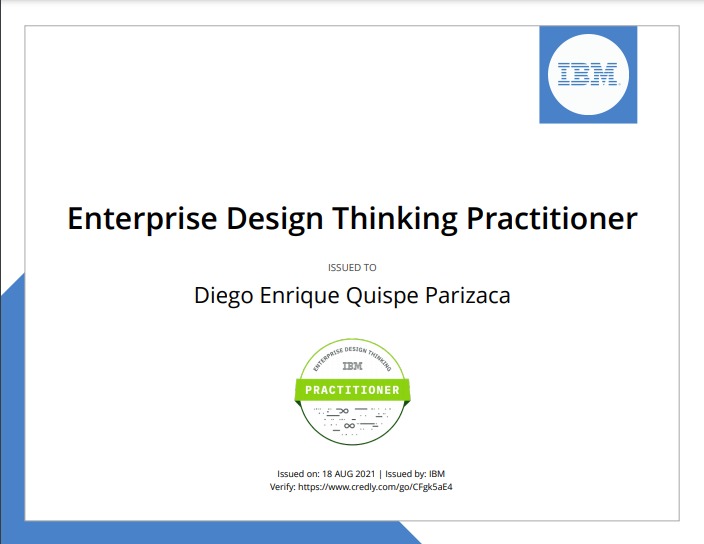 IBM
Enterprise Design Thinking Practitioner
ISSUED TO
Diego Enrique Quispe Parizaca
ENTERPRISE DESIGN THINKING
IBM
PRACTITIONER
Issued on: 18 AUG 2021 | Issued by: IBM
Verify: https://www.credly.com/go/CFgk5aE4